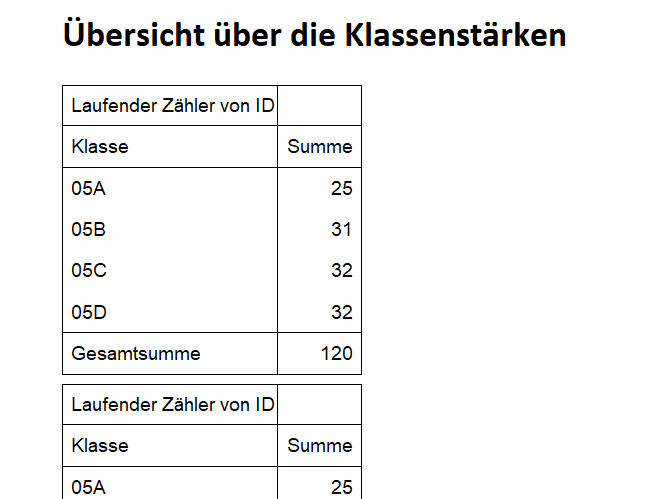 Übersicht über die Klassenstärken
Laufender Zähler von ID
Klasse Summe
05A 25
05B 31
05C 32
05D 32
Gesamtsumme 120
Laufender Zähler von ID
Klasse Summe
05A 25